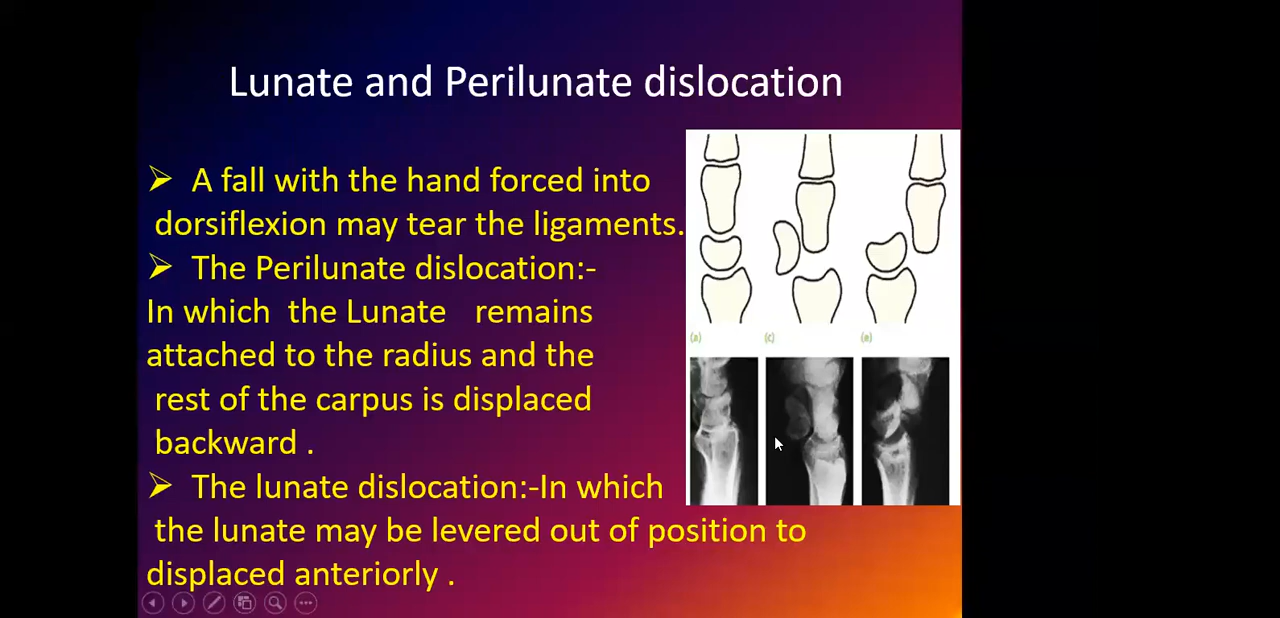 Lunate and Perilunate dislocation
➢ A fall with the hand forced into
dorsiflexion may tear the ligaments.
➢ The Perilunate dislocation:-
In which the Lunate remains
attached to the radius and the
rest of the carpus is displaced
backward .
➢ The lunate dislocation:-In which
the lunate may be levered out of position to
displaced anteriorly .
(a) (c) (e)